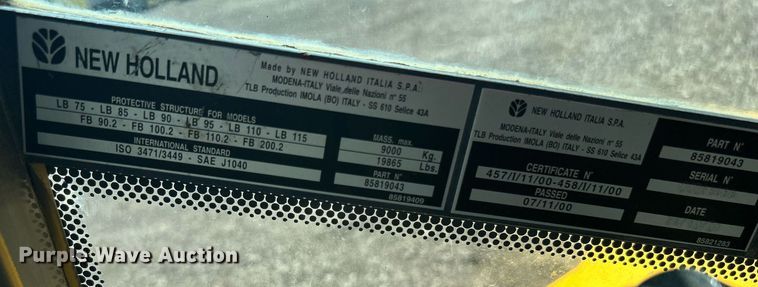 NEW HOLLAND
Made by NEW HOLLAND ITALIA S.P.A.
MODENA-ITALY Viale delle Nazioni n° 55
TLB Production IMOLA (BO) ITALY - SS 610 Selice 43A
PROTECTIVE STRUCTURE FOR MODELS
LB 75 - LB 85 - LB 90 - LB 95 - LB 110 - LB 115
FB 90.2 - FB 100.2 - FB 110.2 - FB 200.2
INTERNATIONAL STANDARD
ISO 3471/3449 - SAE J1040
MASS. max.
9000 Kg.
19865 Lbs.
PART N°
85819043
85819409
NEW HOLLAND ITALIA S.P.A.
MODENA-ITALY Viale delle Nazioni n° 55
TLB Production IMOLA (BO) ITALY - SS 610 Selice 43A
CERTIFICATE N°
457/I/11/00-458/I/11/00
PASSED
07/11/00
PART N°
85819043
SERIAL N°
DATE
85821283
Purple Wave Auction